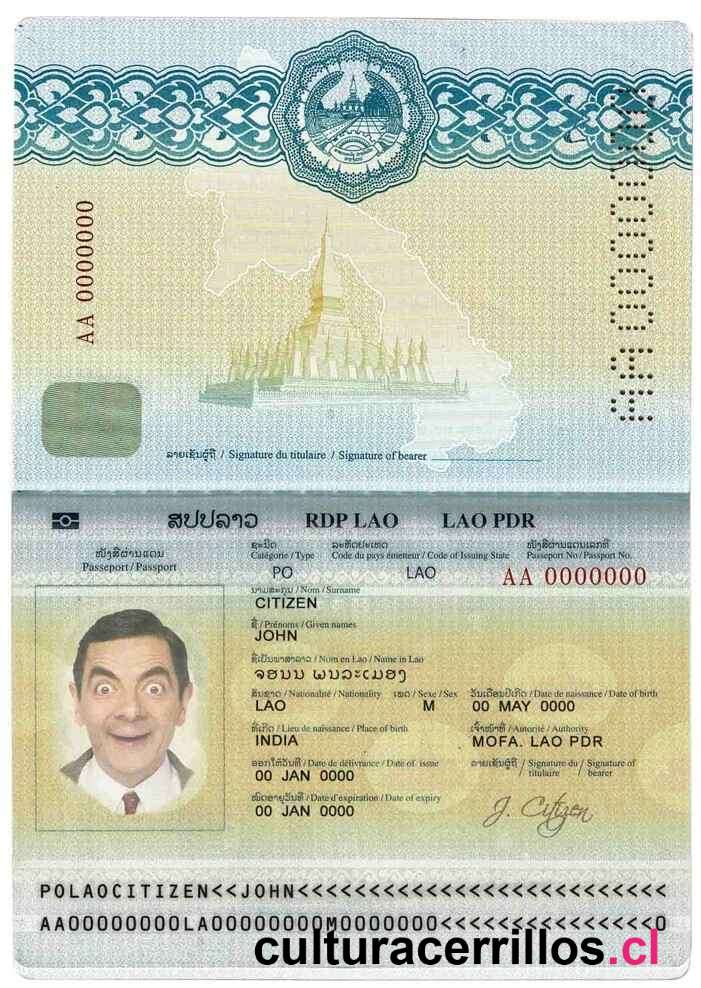 AA 0000000
AA 0000000
ລາຍເຊັນຜູ້ຖື / Signature du titulaire / Signature of bearer
ສປປລາວ RDP LAO LAO PDR
ໜັງສືຜ່ານແດນ
Passeport / Passport
ຊະນິດ
Catégorie / Type
PO
ລະຫັດປະເທດ
Code du pays émetteur / Code of Issuing State
LAO
ໜັງສືຜ່ານແດນເລກທີ
Passeport No / Passport No.
AA 0000000
ນາມສະກຸນ / Nom / Surname
CITIZEN
ຊື່ / Prénoms / Given names
JOHN
ຊື່ເປັນພາສາລາວ / Nom en Lao / Name in Lao
ຈຮນນ ພນລະເມຮງ
ສັນຊາດ / Nationalité / Nationality ເພດ / Sexe / Sex ວັນເດືອນປີເກີດ / Date de naissance / Date of birth
LAO M 00 MAY 0000
ທີ່ເກີດ / Lieu de naissance / Place of birth ເຈົ້າໜ້າທີ່ / Autorité / Authority
INDIA MOFA. LAO PDR
ອອກໃຫ້ວັນທີ / Date de délivrance / Date of issue
00 JAN 0000
ລາຍເຊັນຜູ້ຖື / Signature du titulaire / Signature of bearer
ໝົດອາຍຸວັນທີ / Date d'expiration / Date of expiry
00 JAN 0000
J. Citizen
POLAOCITIZEN<<JOHN<<<<<<<<<<<<<<<<<<<<<<<<<<
AA00000000LA000000000M0000000<<<<<<<<<<<<<<0
culturacerrillos.cl